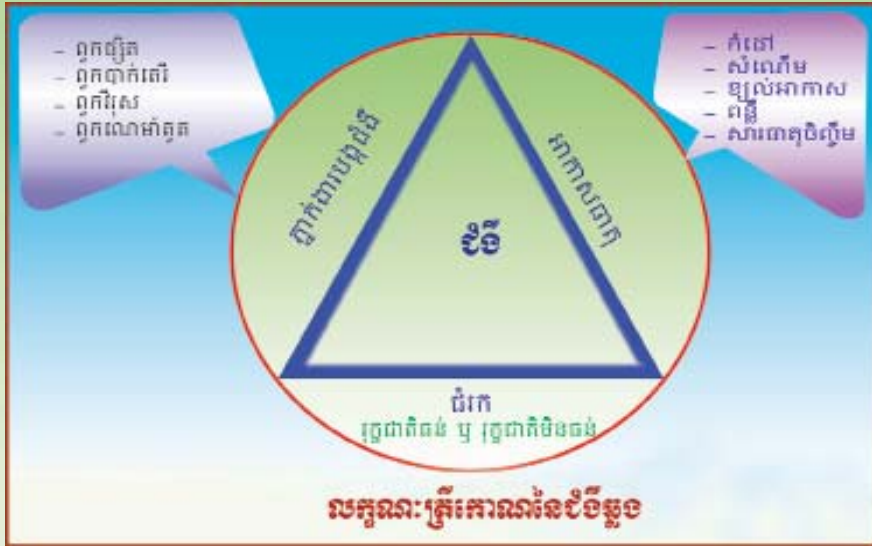 – ពួកផ្សិត
– ពួកបាក់តេរី
– ពួកវីរុស
– ពួកណេម៉ាតូត
– កំដៅ
– សំណើម
– ខ្យល់អាកាស
– ពន្លឺ
– សារធាតុចិញ្ចឹម
ភ្នាក់ងារបង្កជំងឺ
អាកាសធាតុ
ជំងឺ
ជំរក
រុក្ខជាតិធន់ ឬ រុក្ខជាតិមិនធន់
លក្ខណៈត្រីកោណនៃជំងឺឆ្លង